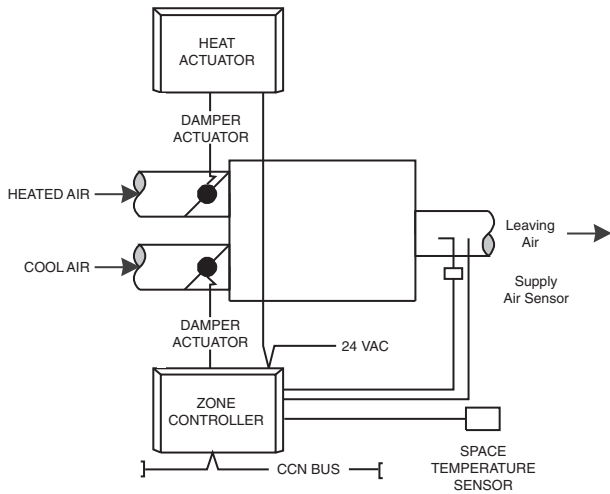 HEAT
ACTUATOR
DAMPER
ACTUATOR
HEATED AIR
COOL AIR
Leaving
Air
Supply
Air Sensor
DAMPER
ACTUATOR
24 VAC
ZONE
CONTROLLER
CCN BUS
SPACE
TEMPERATURE
SENSOR